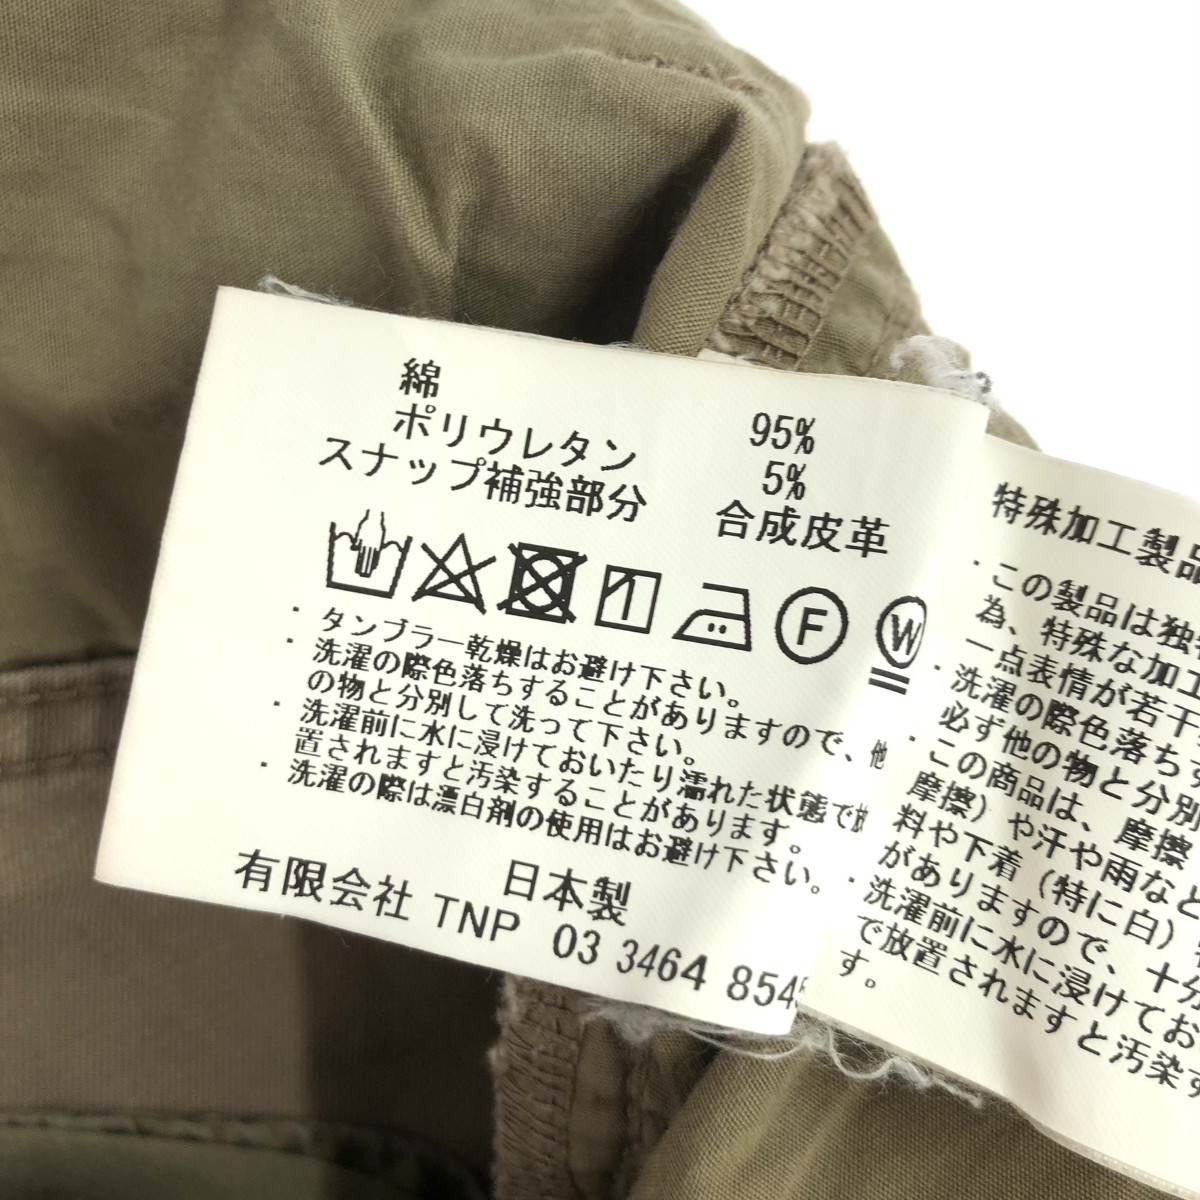 綿 95%
ポリウレタン 5%
スナップ補強部分 合成皮革
F
W
・タンブラー乾燥はお避け下さい。
・洗濯の際色落ちすることがありますので、他
の物と分別して洗って下さい。
・洗濯前に水に浸けておいたり濡れた状態で放
置されますと汚染することがあります。
・洗濯の際は漂白剤の使用はお避け下さい。
日本製
有限会社 TNP 03 3464 854
特殊加工製品
・この製品は独
為、特殊な加工
一点表情が若干
・洗濯の際色落ち
必ず他の物と分別
・この商品は、摩擦
摩擦）や汗や雨など
料や下着（特に白）
がありますので、十分
・洗濯前に水に浸けてお
で放置されますと汚染す
す。